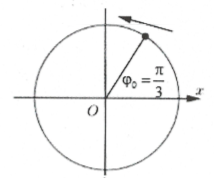 φ₀ = π/3
O
x